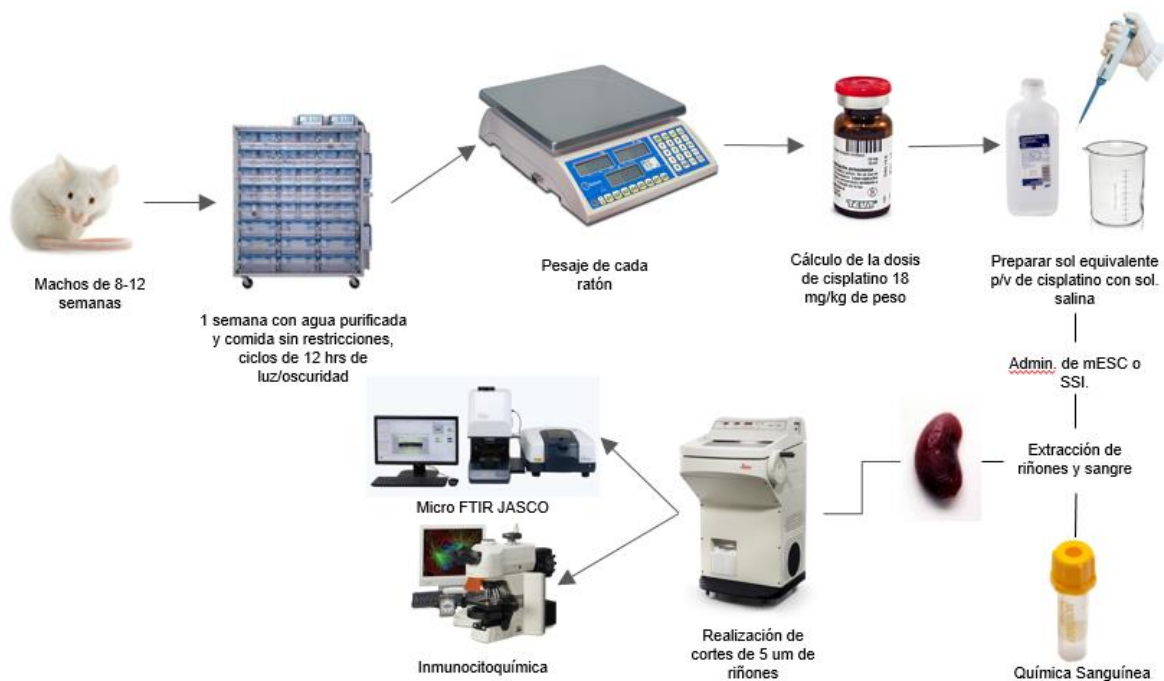 Machos de 8-12
semanas
1 semana con agua purificada
y comida sin restricciones,
ciclos de 12 hrs de
luz/oscuridad
Pesaje de cada
ratón
Cálculo de la dosis
de cisplatino 18
mg/kg de peso
Preparar sol equivalente
p/v de cisplatino con sol.
salina
Admin. de mESC o
SSI.
Extracción de
riñones y sangre
Química Sanguínea
Realización de
cortes de 5 um de
riñones
Micro FTIR JASCO
Inmunocitoquímica